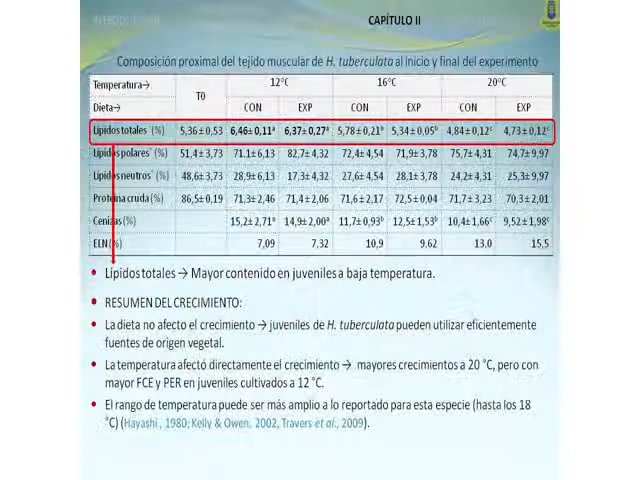 CAPÍTULO II
Composición proximal del tejido muscular de H. tuberculata al inicio y final del experimento
Temperatura→ T0 12°C 16°C 20°C
Dieta→ CON EXP CON EXP CON EXP
Lípidos totales (%) 5,36±0,53 6,46±0,11ª 6,37±0,27ª 5,78±0,21ᵇ 5,34±0,05ᵇ 4,84±0,12ᶜ 4,73±0,12ᶜ
Lípidos polares* (%) 51,4±3,73 71.1±6,13 82,7±4,32 72,4±4,54 71,9±3,78 75,7±4,31 74,7±9,97
Lípidos neutros* (%) 48,6±3,73 28,9±6,13 17.3±4,32 27,6±4,54 28,1±3,78 24,2±4,31 25,3±9,97
Proteína cruda (%) 86,5±0,19 71,3±2,46 71,4±2,06 71,6±2,17 72,5±0,04 71,7±3,23 70,3±2,01
Cenizas (%) 15,2±2,71ª 14,9±2,00ª 11,7±0,93ᵇ 12,5±1,53ᵇ 10,4±1,66ᶜ 9,52±1,98ᶜ
ELN (%) 7,09 7,32 10,9 9.62 13.0 15,5
• Lípidos totales → Mayor contenido en juveniles a baja temperatura.
• RESUMEN DEL CRECIMIENTO:
• La dieta no afecto el crecimiento → juveniles de H. tuberculata pueden utilizar eficientemente
fuentes de origen vegetal.
• La temperatura afectó directamente el crecimiento → mayores crecimientos a 20 °C, pero con
mayor FCE y PER en juveniles cultivados a 12 °C.
• El rango de temperatura puede ser más amplio a lo reportado para esta especie (hasta los 18
°C) (Hayashi, 1980; Kelly & Owen, 2002, Travers et al., 2009).